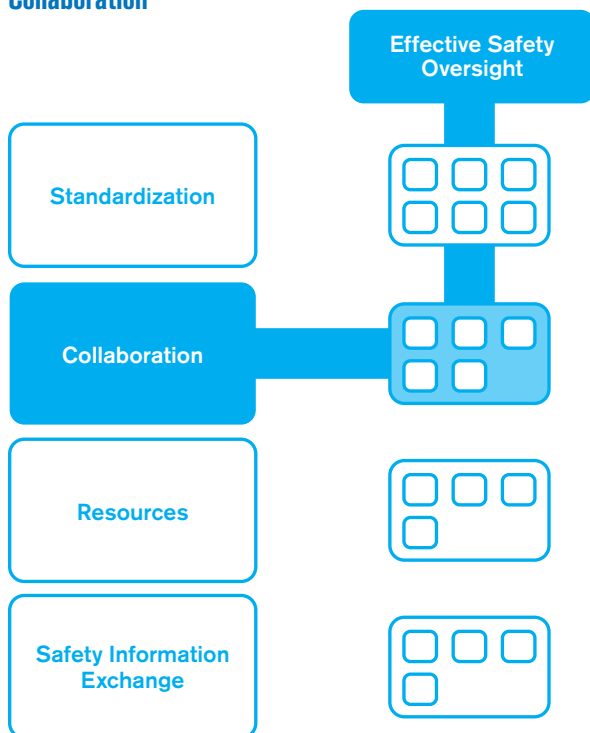 Collaboration
Effective Safety
Oversight
Standardization
Collaboration
Resources
Safety Information
Exchange